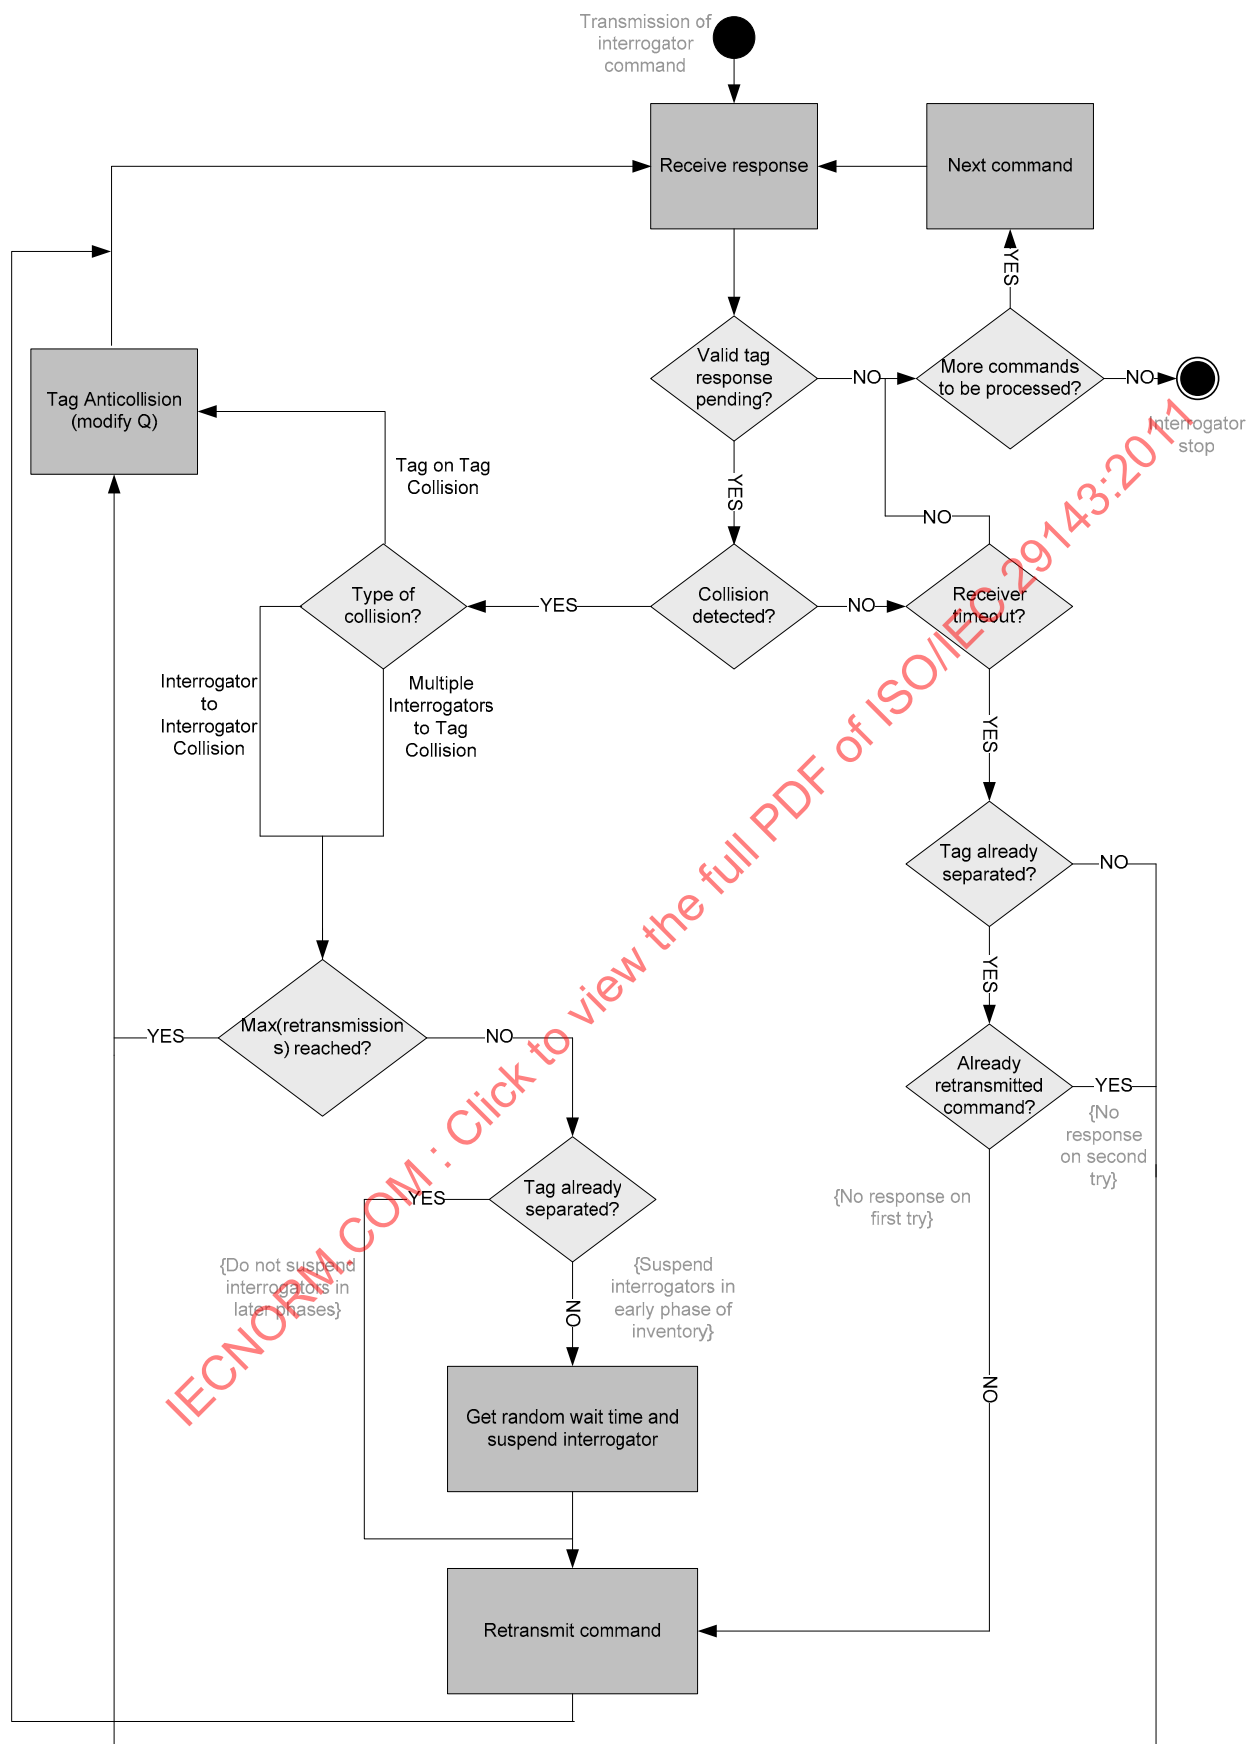 Transmission of
interrogator
command
Receive response
Next command
YES
Valid tag
response
pending?
NO
More commands
to be processed?
NO
Interrogator
stop
Tag Anticollision
(modify Q)
Tag on Tag
Collision
YES
NO
Type of
collision?
YES
Collision
detected?
NO
Receiver
timeout?
Interrogator
to
Interrogator
Collision
Multiple
Interrogators
to Tag
Collision
YES
Tag already
separated?
NO
YES
YES
Max(retransmission
s) reached?
NO
Already
retransmitted
command?
YES
{No
response
on second
try}
{No response on
first try}
YES
Tag already
separated?
{Do not suspend
interrogators in
later phases}
NO
{Suspend
interrogators in
early phase of
inventory}
NO
Get random wait time and
suspend interrogator
Retransmit command
IECNORM.COM : Click to view the full PDF of ISO/IEC 29143:2011